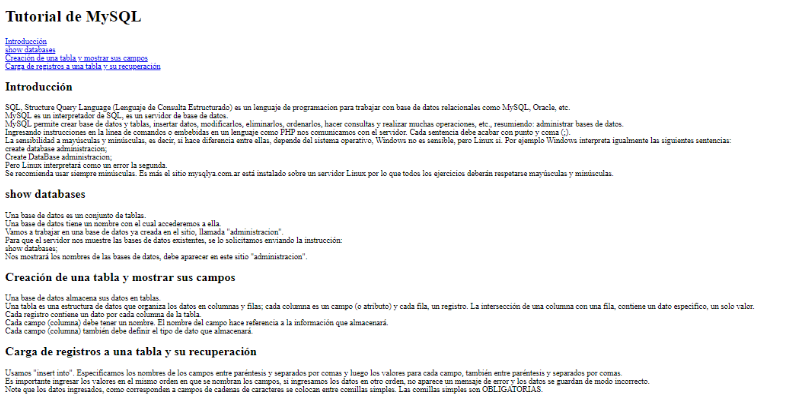 Tutorial de MySQL
Introducción
show databases
Creación de una tabla y mostrar sus campos
Carga de registros a una tabla y su recuperación
Introducción
SQL, Structure Query Language (Lenguaje de Consulta Estructurado) es un lenguaje de programacion para trabajar con base de datos relacionales como MySQL, Oracle, etc.
MySQL es un interpretador de SQL, es un servidor de base de datos.
MySQL permite crear base de datos y tablas, insertar datos, modificarlos, eliminarlos, ordenarlos, hacer consultas y realizar muchas operaciones, etc., resumiendo: administrar bases de datos.
Ingresando instrucciones en la linea de comandos o embebidas en un lenguaje como PHP nos comunicamos con el servidor. Cada sentencia debe acabar con punto y coma (;).
La sensibilidad a mayúsculas y minúsculas, es decir, si hace diferencia entre ellas, depende del sistema operativo, Windows no es sensible, pero Linux si. Por ejemplo Windows interpreta igualmente las siguientes sentencias:
create database administracion;
Create DataBase administracion;
Pero Linux interpretará como un error la segunda.
Se recomienda usar siempre minúsculas. Es más el sitio mysqlya.com.ar está instalado sobre un servidor Linux por lo que todos los ejercicios deberán respetarse mayúsculas y minúsculas.
show databases
Una base de datos es un conjunto de tablas.
Una base de datos tiene un nombre con el cual accederemos a ella.
Vamos a trabajar en una base de datos ya creada en el sitio, llamada "administracion".
Para que el servidor nos muestre las bases de datos existentes, se lo solicitamos enviando la instrucción:
show databases;
Nos mostrará los nombres de las bases de datos, debe aparecer en este sitio "administracion".
Creación de una tabla y mostrar sus campos
Una base de datos almacena sus datos en tablas.
Una tabla es una estructura de datos que organiza los datos en columnas y filas; cada columna es un campo (o atributo) y cada fila, un registro. La intersección de una columna con una fila, contiene un dato específico, un solo valor.
Cada registro contiene un dato por cada columna de la tabla.
Cada campo (columna) debe tener un nombre. El nombre del campo hace referencia a la información que almacenará.
Cada campo (columna) también debe definir el tipo de dato que almacenará.
Carga de registros a una tabla y su recuperación
Usamos "insert into". Especificamos los nombres de los campos entre paréntesis y separados por comas y luego los valores para cada campo, también entre paréntesis y separados por comas.
Es importante ingresar los valores en el mismo orden en que se nombran los campos, si ingresamos los datos en otro orden, no aparece un mensaje de error y los datos se guardan de modo incorrecto.
Note que los datos ingresados, como corresponden a campos de cadenas de caracteres se colocan entre comillas simples. Las comillas simples son OBLIGATORIAS.